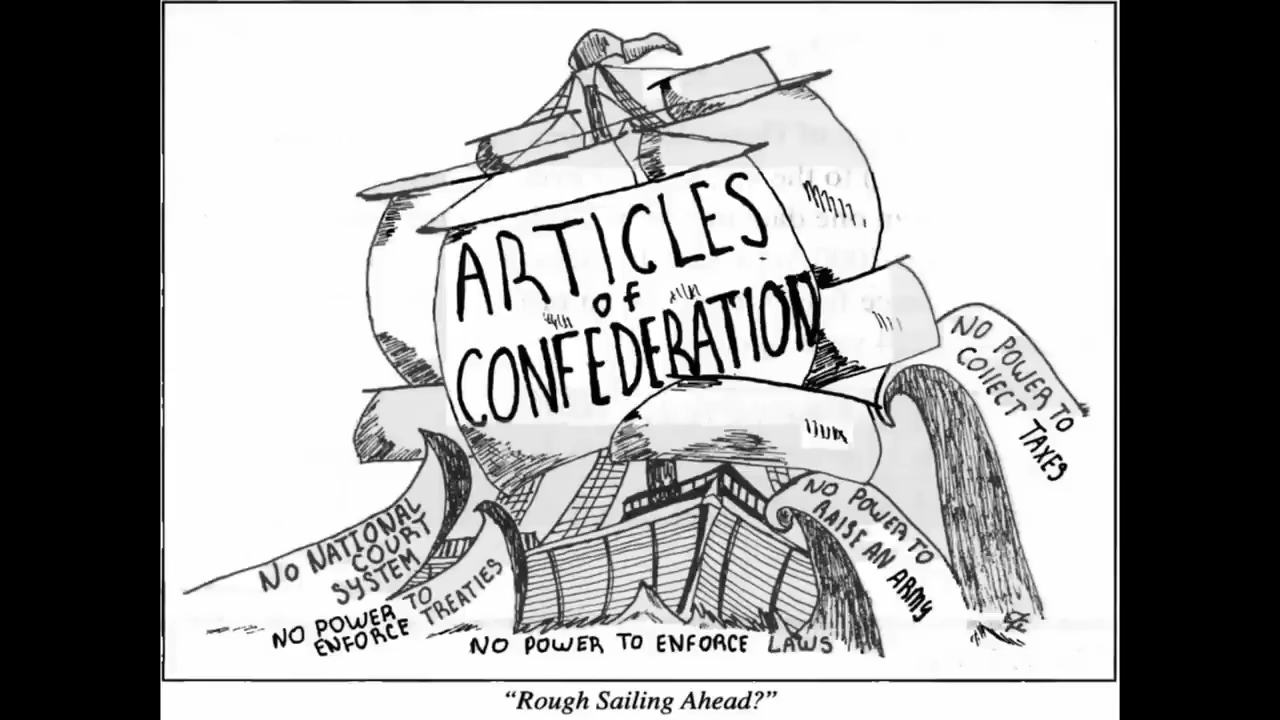 ARTICLES
of
CONFEDERATION
NO POWER TO
COllECT TAXES
NO POWER TO
RAISE AN ARMY
NO NATIONAL
COURT
SYSTEM
NO POWER TO
ENFORCE TREATIES
NO POWER TO ENFORCE LAWS
“Rough Sailing Ahead?”